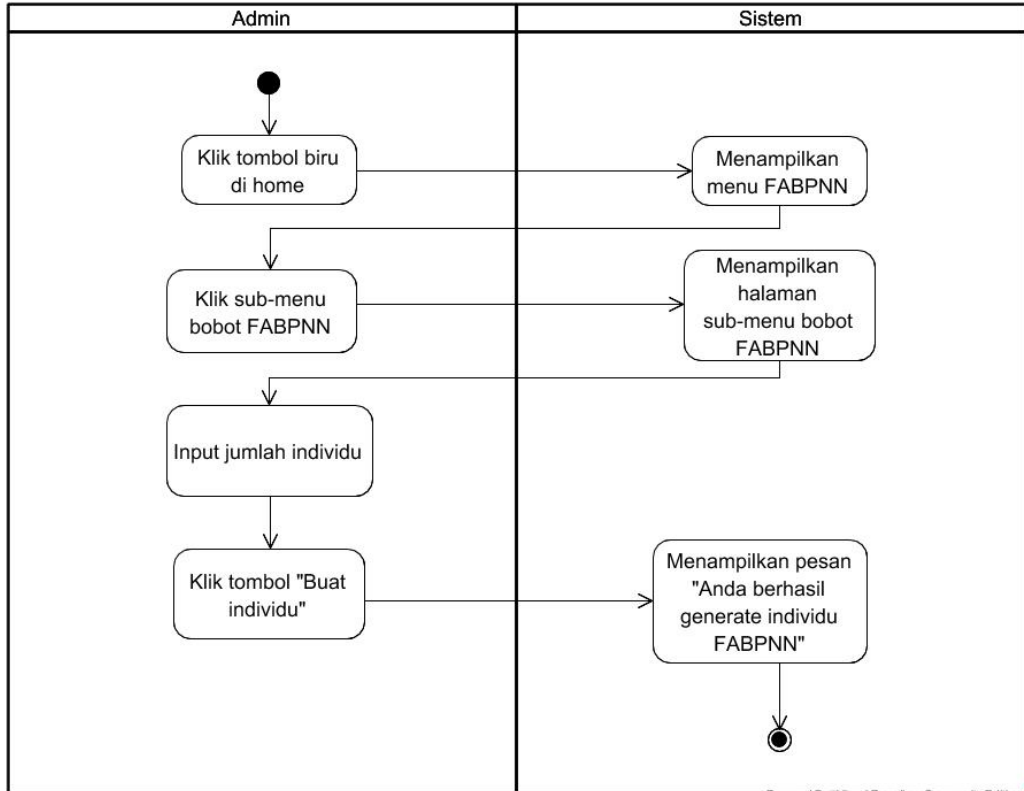 Admin
Sistem
Klik tombol biru
di home
Menampilkan
menu FABPNN
Klik sub-menu
bobot FABPNN
Menampilkan
halaman
sub-menu bobot
FABPNN
Input jumlah individu
Klik tombol "Buat
individu"
Menampilkan pesan
"Anda berhasil
generate individu
FABPNN"